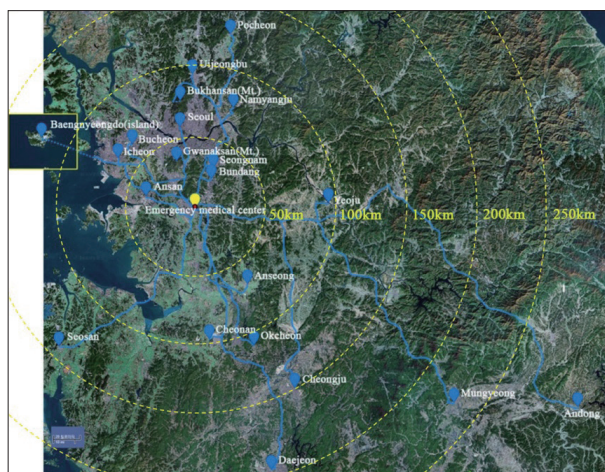 Pocheon
Uijeongbu
Bukhansan(Mt.)
Namyangju
Seoul
Baengnyeongdo(island)
Bucheon
Icheon
Gwanaksan(Mt.)
Seongnam
Bundang
Ansan
Yeoju
Emergency medical center
50km
100km
150km
200km
250km
Anseong
Cheonan
Okcheon
Seosan
Cheongju
Mungyeong
Andong
Daejeon